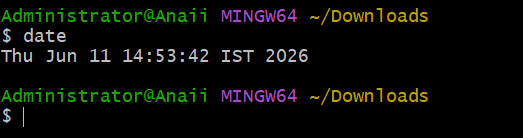 Administrator@Anaii MINGW64 ~/Downloads
$ date
Thu Jun 11 14:53:42 IST 2026
Administrator@Anaii MINGW64 ~/Downloads
$